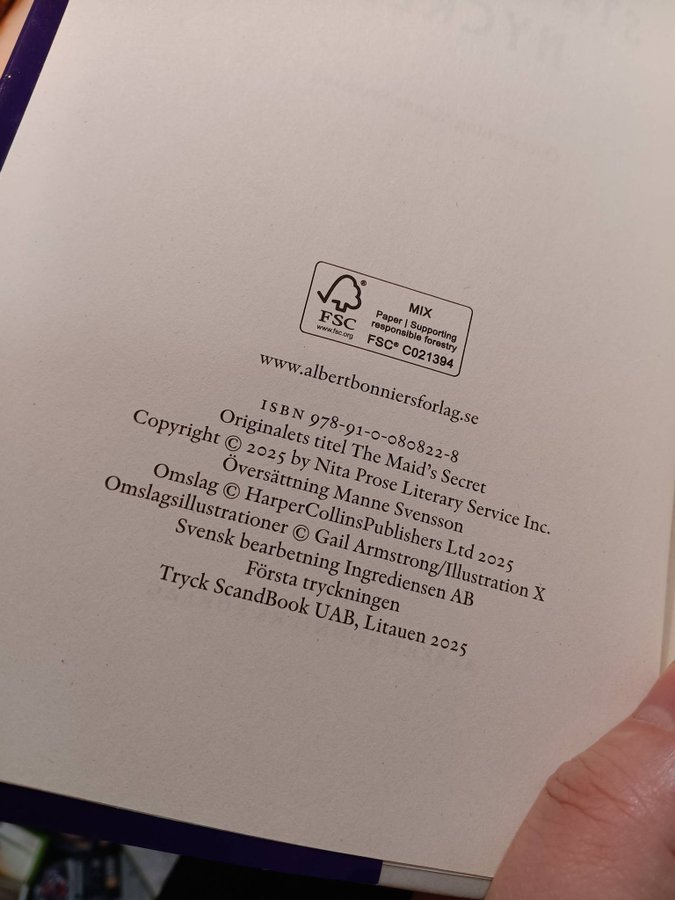 FSC®
www.fsc.org
MIX
Paper | Supporting
responsible forestry
FSC® C021394
www.albertbonniersforlag.se
ISBN 978-91-0-080822-8
Originalets titel The Maid's Secret
Copyright © 2025 by Nita Prose Literary Service Inc.
Översättning Manne Svensson
Omslag © HarperCollinsPublishers Ltd 2025
Omslagsillustrationer © Gail Armstrong/Illustration X
Svensk bearbetning Ingrediensen AB
Första tryckningen
Tryck ScandBook UAB, Litauen 2025